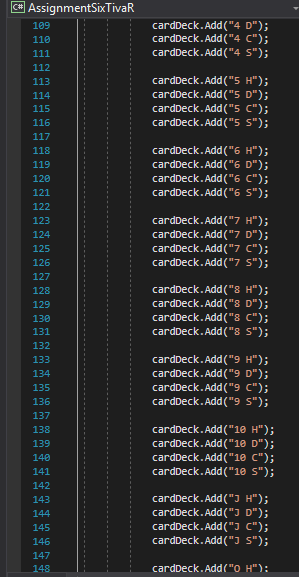 C# AssignmentSixTivaR
109 cardDeck.Add("4 D");
110 cardDeck.Add("4 C");
111 cardDeck.Add("4 S");
112
113 cardDeck.Add("5 H");
114 cardDeck.Add("5 D");
115 cardDeck.Add("5 C");
116 cardDeck.Add("5 S");
117
118 cardDeck.Add("6 H");
119 cardDeck.Add("6 D");
120 cardDeck.Add("6 C");
121 cardDeck.Add("6 S");
122
123 cardDeck.Add("7 H");
124 cardDeck.Add("7 D");
125 cardDeck.Add("7 C");
126 cardDeck.Add("7 S");
127
128 cardDeck.Add("8 H");
129 cardDeck.Add("8 D");
130 cardDeck.Add("8 C");
131 cardDeck.Add("8 S");
132
133 cardDeck.Add("9 H");
134 cardDeck.Add("9 D");
135 cardDeck.Add("9 C");
136 cardDeck.Add("9 S");
137
138 cardDeck.Add("10 H");
139 cardDeck.Add("10 D");
140 cardDeck.Add("10 C");
141 cardDeck.Add("10 S");
142
143 cardDeck.Add("J H");
144 cardDeck.Add("J D");
145 cardDeck.Add("J C");
146 cardDeck.Add("J S");
147
148 cardDeck.Add("Q H");